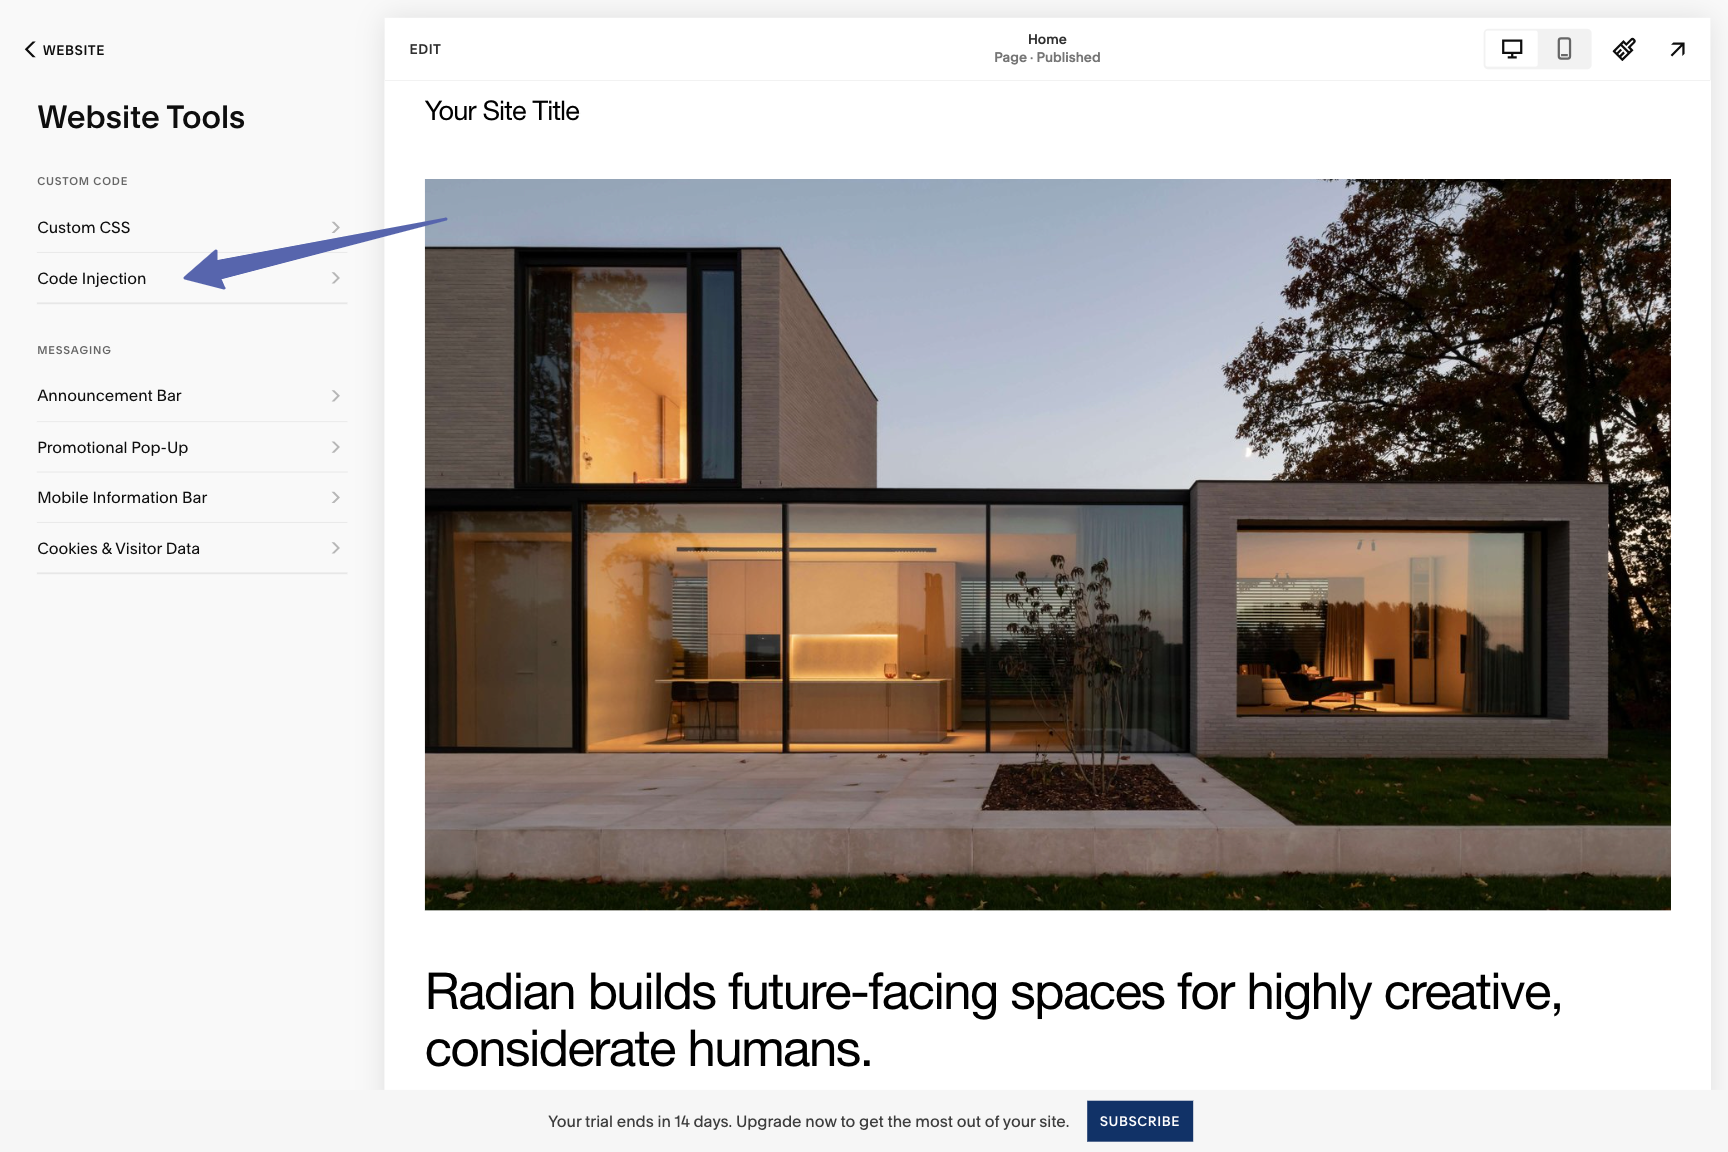 WEBSITE
Website Tools
CUSTOM CODE
Custom CSS
Code Injection
MESSAGING
Announcement Bar
Promotional Pop-Up
Mobile Information Bar
Cookies & Visitor Data
EDIT
Home
Page · Published
Your Site Title
Radian builds future-facing spaces for highly creative,
considerate humans.
Your trial ends in 14 days. Upgrade now to get the most out of your site.
SUBSCRIBE